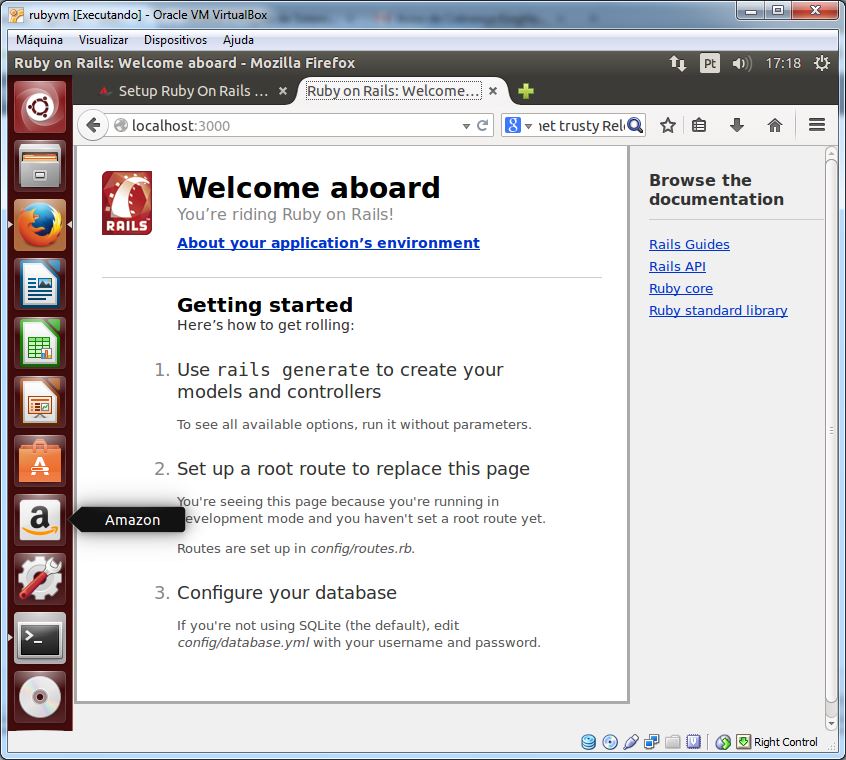 rubyvm [Executando] - Oracle VM VirtualBox
Máquina Visualizar Dispositivos Ajuda
Ruby on Rails: Welcome aboard - Mozilla Firefox
Pt
17:18
Setup Ruby On Rails ...
Ruby on Rails: Welcome...
localhost:3000
net trusty Rel
RAILS
Welcome aboard
You’re riding Ruby on Rails!
About your application’s environment
Getting started
Here’s how to get rolling:
1. Use rails generate to create your
models and controllers
To see all available options, run it without parameters.
2. Set up a root route to replace this page
You're seeing this page because you're running in
development mode and you haven't set a root route yet.
Routes are set up in config/routes.rb.
3. Configure your database
If you're not using SQLite (the default), edit
config/database.yml with your username and password.
Browse the
documentation
Rails Guides
Rails API
Ruby core
Ruby standard library
Amazon
Right Control